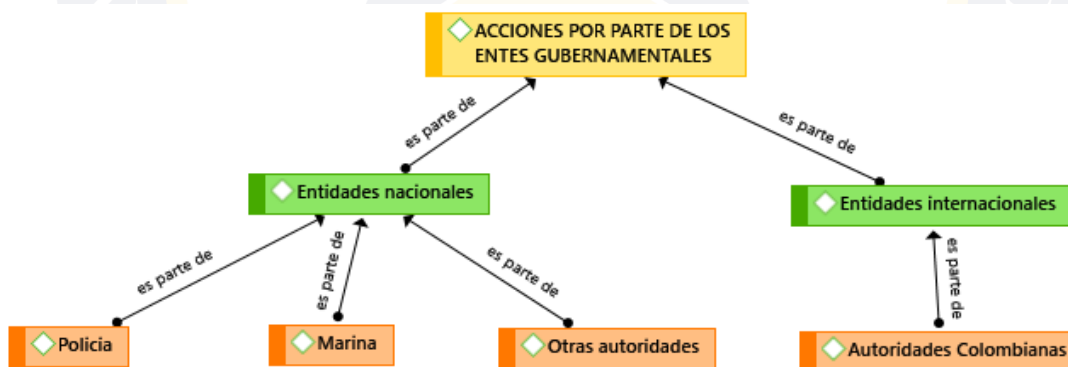 ACCIONES POR PARTE DE LOS
ENTES GUBERNAMENTALES
es parte de
es parte de
Entidades nacionales
Entidades internacionales
es parte de
es parte de
es parte de
es parte de
Policia
Marina
Otras autoridades
Autoridades Colombianas